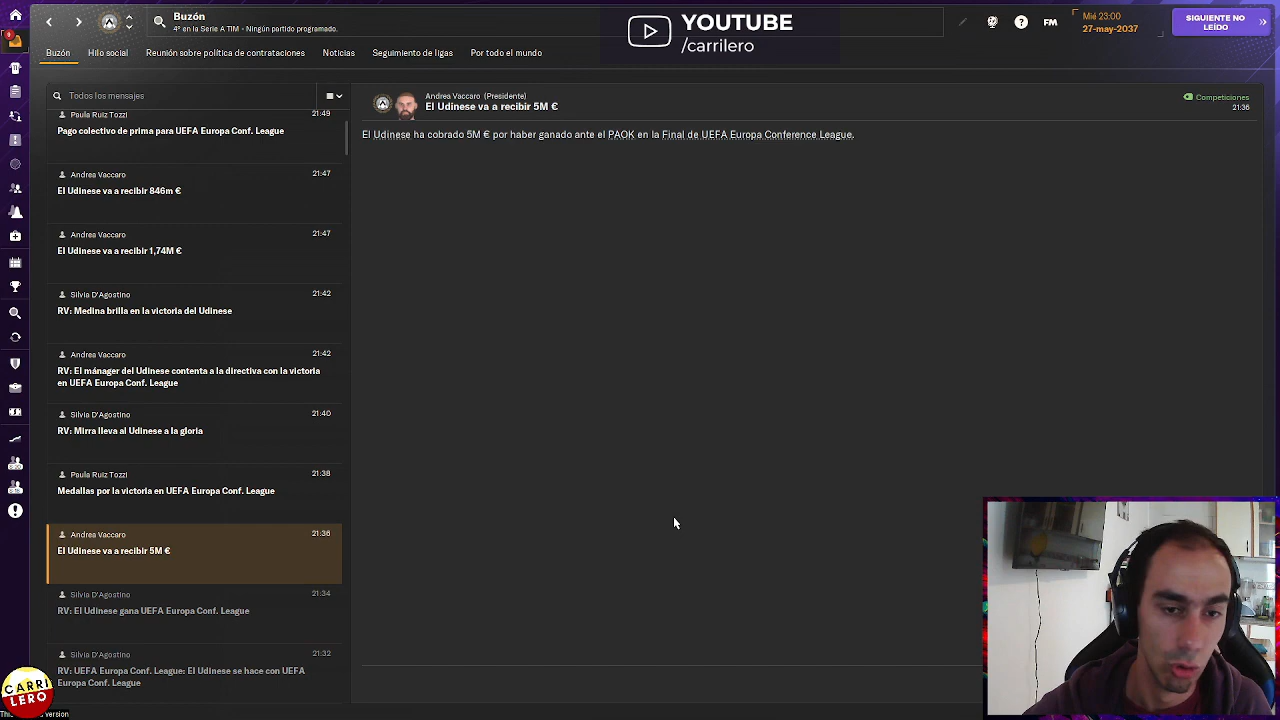 Buzón
4º en la Serie A TIM - Ningún partido programado.
YOUTUBE
/carrilero
FM
Mié 23:00
27-may-2037
SIGUIENTE NO
LEÍDO
Buzón
Hilo social
Reunión sobre política de contrataciones
Noticias
Seguimiento de ligas
Por todo el mundo
Todos los mensajes
Paula Ruiz Tozzi
21:49
Pago colectivo de prima para UEFA Europa Conf. League
Andrea Vaccaro
21:47
El Udinese va a recibir 846m €
Andrea Vaccaro
21:47
El Udinese va a recibir 1,74M €
Silvia D'Agostino
21:42
RV: Medina brilla en la victoria del Udinese
Andrea Vaccaro
21:42
RV: El mánager del Udinese contenta a la directiva con la victoria
en UEFA Europa Conf. League
Silvia D'Agostino
21:40
RV: Mirra lleva al Udinese a la gloria
Paula Ruiz Tozzi
21:38
Medallas por la victoria en UEFA Europa Conf. League
Andrea Vaccaro
21:36
El Udinese va a recibir 5M €
Silvia D'Agostino
21:34
RV: El Udinese gana UEFA Europa Conf. League
Silvia D'Agostino
21:32
RV: UEFA Europa Conf. League: El Udinese se hace con UEFA
Europa Conf. League
Andrea Vaccaro (Presidente)
El Udinese va a recibir 5M €
Competiciones
21:36
El Udinese ha cobrado 5M € por haber ganado ante el PAOK en la Final de UEFA Europa Conference League.
CARRI
LERO
This
version